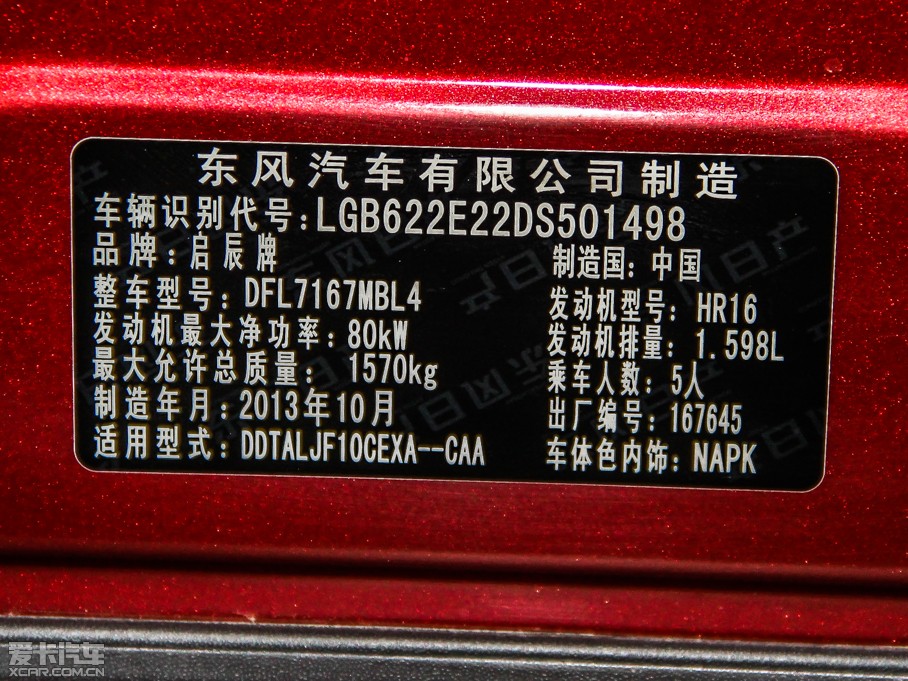 东风汽车有限公司制造
车辆识别代号:LGB622E22DS501498
品牌:启辰牌 制造国:中国
整车型号:DFL7167MBL4 发动机型号:HR16
发动机最大净功率:80kW 发动机排量:1.598L
最大允许总质量:1570kg 乘车人数:5人
制造年月:2013年10月 出厂编号:167645
适用型式:DDTALJF10CEXA--CAA 车体色内饰:NAPK
爱卡汽车
XCAR.COM.CN